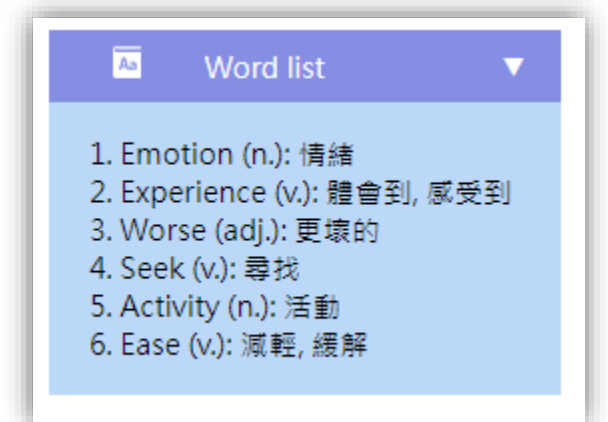 Aa
Word list ▼
1. Emotion (n.): 情緒
2. Experience (v.): 體會到, 感受到
3. Worse (adj.): 更壞的
4. Seek (v.): 尋找
5. Activity (n.): 活動
6. Ease (v.): 減輕, 緩解